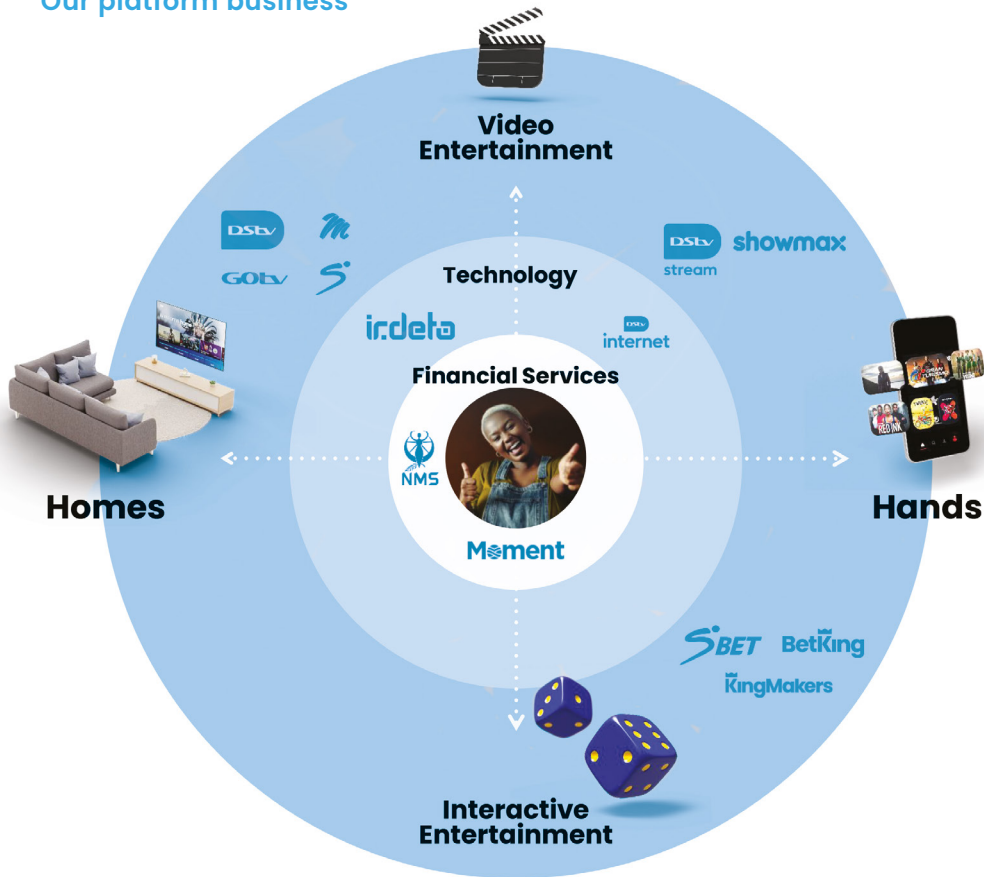 Our platform business
Video
Entertainment
DStv
GOtv
DStv
stream
showmax
Technology
irdeto
DStv
internet
Financial Services
NMS
Moment
Homes
Hands
RED INK
SBET
BetKing
KingMakers
Interactive
Entertainment